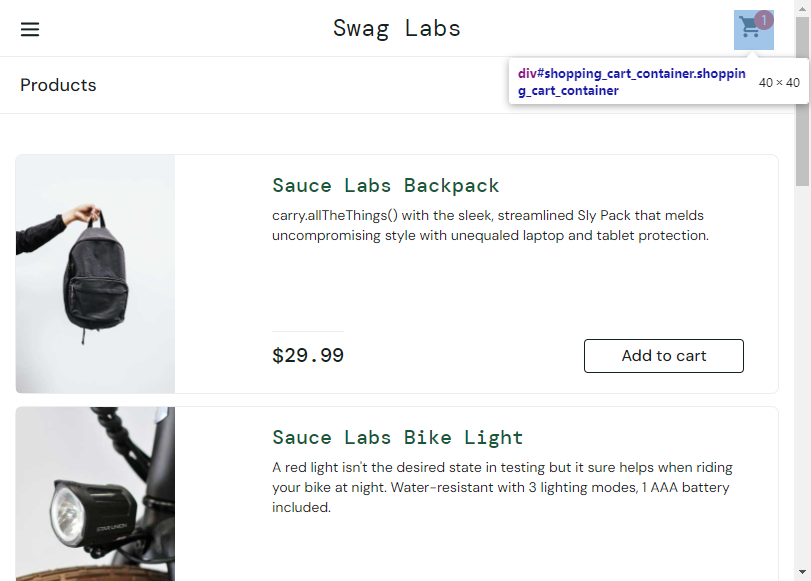 Swag Labs
1
div#shopping_cart_container.shoppin
g_cart_container
40 × 40
Products
Sauce Labs Backpack
carry.allTheThings() with the sleek, streamlined Sly Pack that melds
uncompromising style with unequaled laptop and tablet protection.
$29.99
Add to cart
Sauce Labs Bike Light
A red light isn't the desired state in testing but it sure helps when riding
your bike at night. Water-resistant with 3 lighting modes, 1 AAA battery
included.